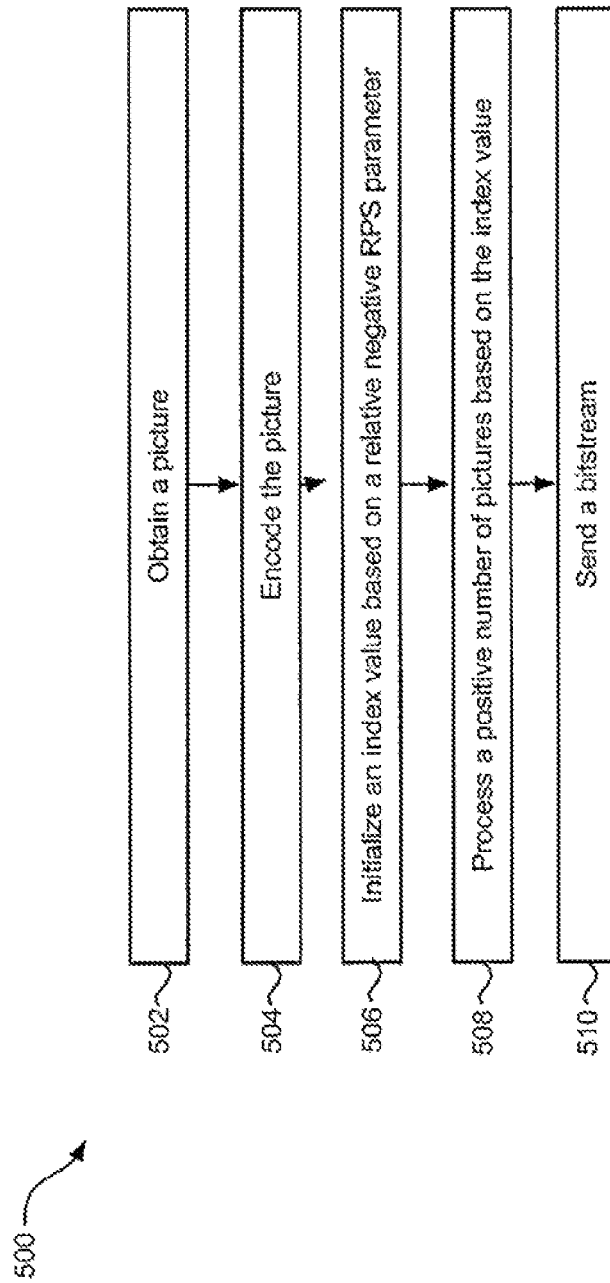 500
502
Obtain a picture
504
Encode the picture
506
Initialize an index value based on a relative negative RPS parameter
508
Process a positive number of pictures based on the index value
510
Send a bitstream